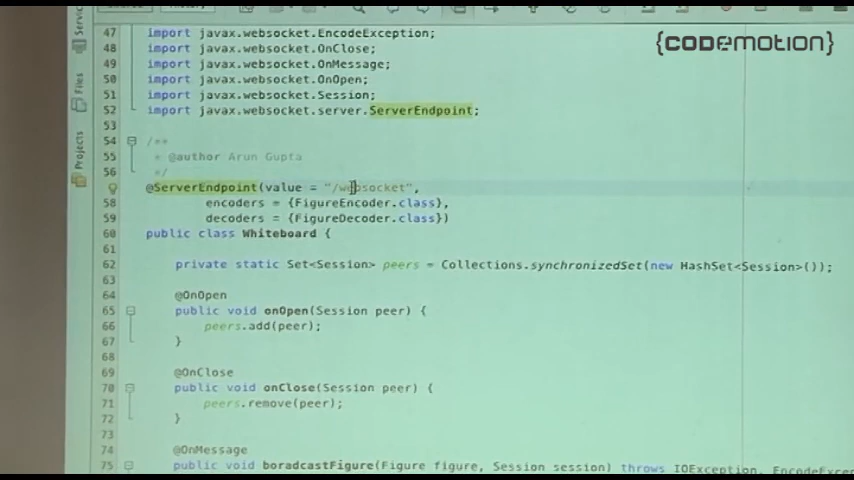 {CODEMOTION}
47 import javax.websocket.EncodeException;
48 import javax.websocket.OnClose;
49 import javax.websocket.OnMessage;
50 import javax.websocket.OnOpen;
51 import javax.websocket.Session;
52 import javax.websocket.server.ServerEndpoint;
53
54 /**
55 * @author Arun Gupta
56 */
@ServerEndpoint(value = "/websocket",
58 encoders = {FigureEncoder.class},
59 decoders = {FigureDecoder.class})
60 public class Whiteboard {
61
62 private static Set<Session> peers = Collections.synchronizedSet(new HashSet<Session>());
63
64 @OnOpen
65 public void onOpen(Session peer) {
66 peers.add(peer);
67 }
68
69 @OnClose
70 public void onClose(Session peer) {
71 peers.remove(peer);
72 }
73
74 @OnMessage
75 public void boradcastFigure(Figure figure, Session session) throws IOException,
Files
Projects